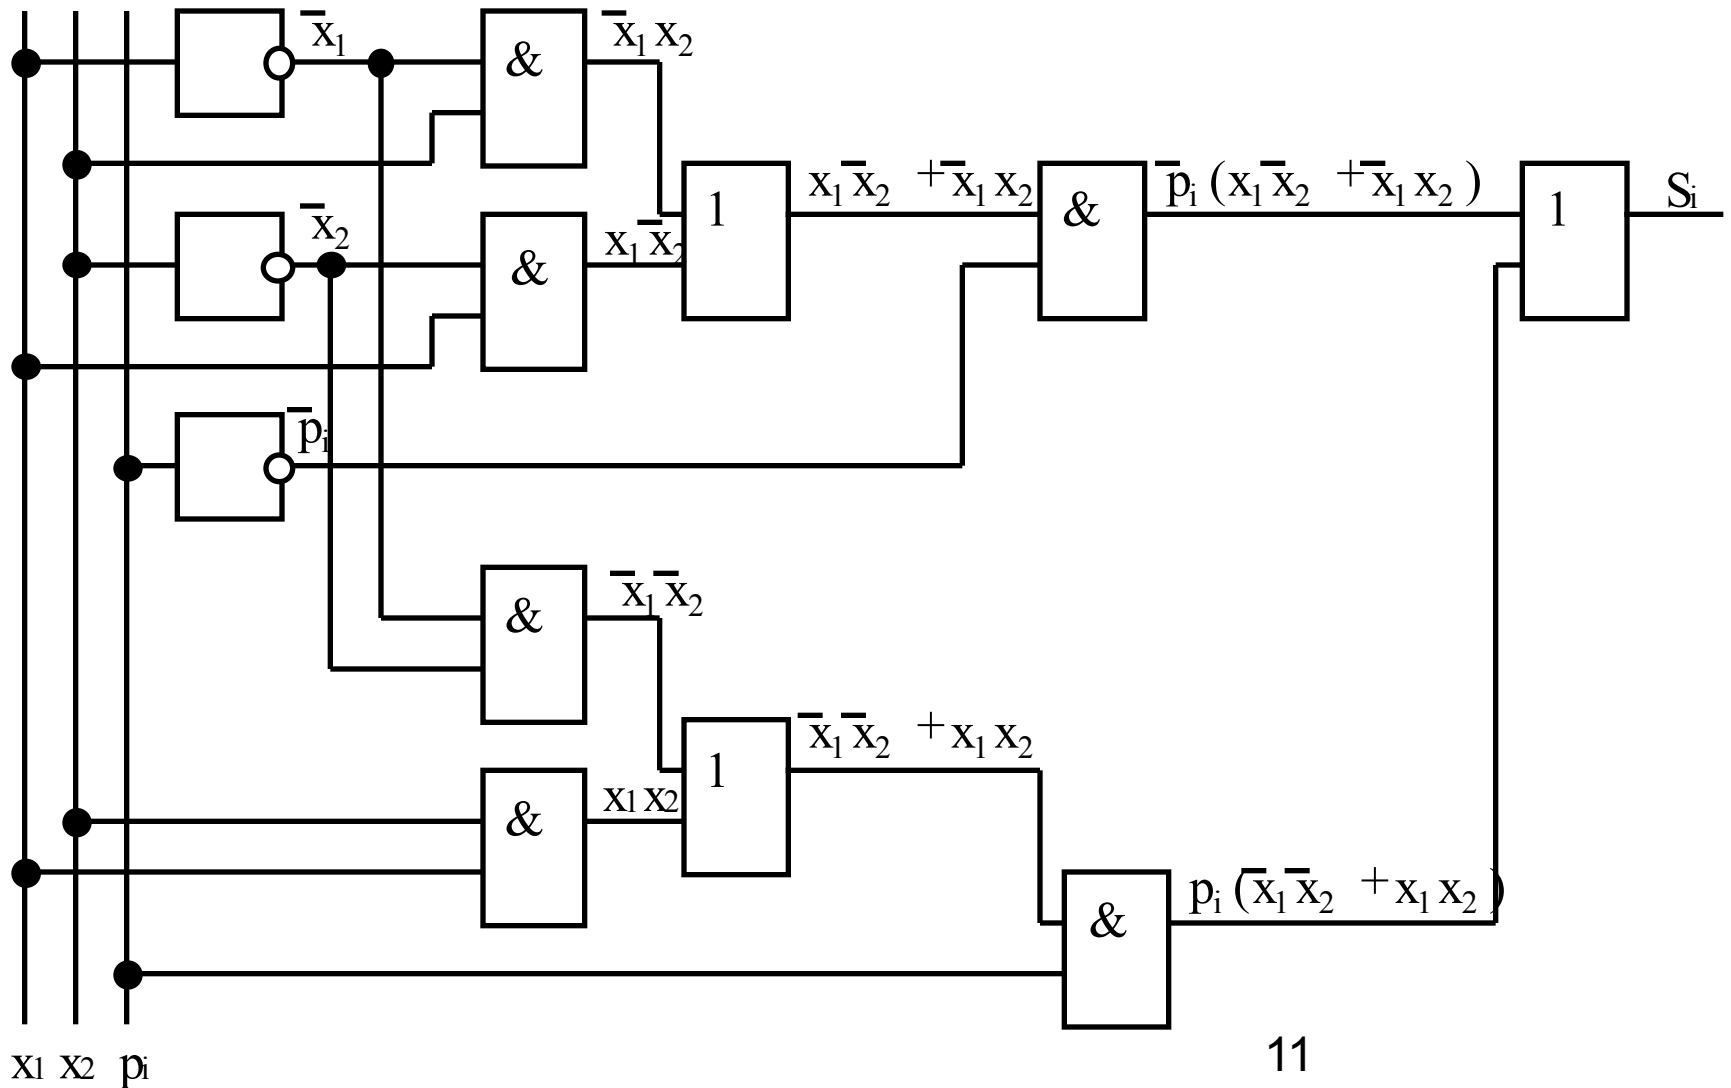 x̄₁
x̄₁ x₂
&
x₁ x̄₂ + x̄₁ x₂
p̄ᵢ (x₁ x̄₂ + x̄₁ x₂ )
Sᵢ
1
&
1
x̄₂
x₁ x̄₂
&
p̄ᵢ
x̄₁ x̄₂
&
x̄₁ x̄₂ + x₁ x₂
1
x₁ x₂
&
p̄ᵢ (x̄₁ x̄₂ + x₁ x₂ )
&
x₁ x₂ pᵢ
11